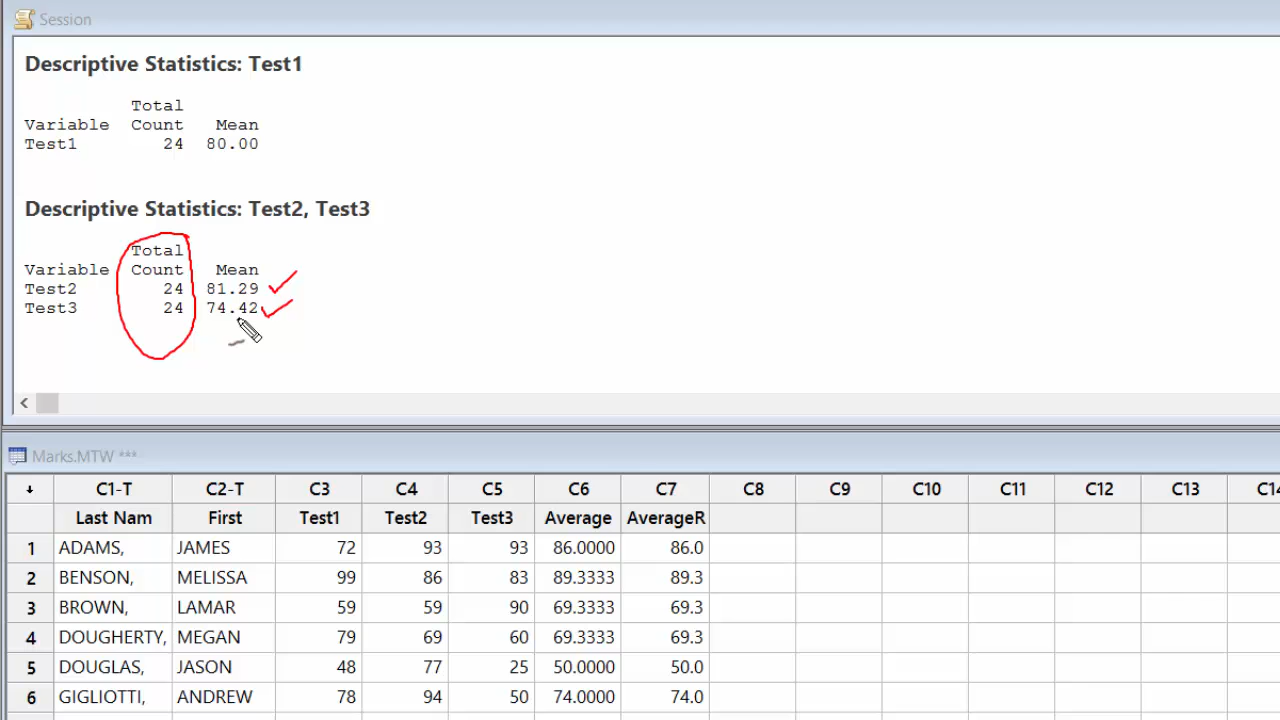 Session
Descriptive Statistics: Test1
Total
Variable Count Mean
Test1 24 80.00
Descriptive Statistics: Test2, Test3
Total
Variable Count Mean
Test2 24 81.29
Test3 24 74.42
Marks.MTW ***
C1-T C2-T C3 C4 C5 C6 C7 C8 C9 C10 C11 C12 C13 C14
Last Nam First Test1 Test2 Test3 Average AverageR
1 ADAMS, JAMES 72 93 93 86.0000 86.0
2 BENSON, MELISSA 99 86 83 89.3333 89.3
3 BROWN, LAMAR 59 59 90 69.3333 69.3
4 DOUGHERTY, MEGAN 79 69 60 69.3333 69.3
5 DOUGLAS, JASON 48 77 25 50.0000 50.0
6 GIGLIOTTI, ANDREW 78 94 50 74.0000 74.0